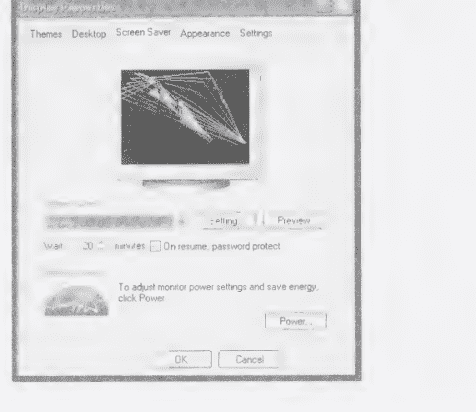 Themes Desktop Screen Saver Appearance Settings
Preview
Wait 20 minutes On resume, password protect
To adjust monitor power settings and save energy,
click Power
Power...
OK Cancel